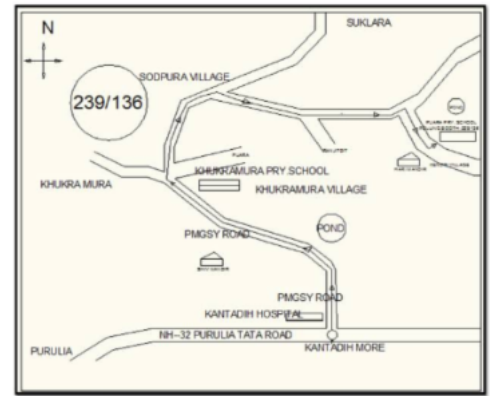 N
SUKLARA
SODPURA VILLAGE
239/136
POND
KHUKRAMURA PRY.SCHOOL
KHUKRA MURA
KHUKRAMURA VILLAGE
POND
PMGSY ROAD
PMGSY ROAD
KANTADIH HOSPITAL
NH-32 PURULIA TATA ROAD
PURULIA
KANTADIH MORE